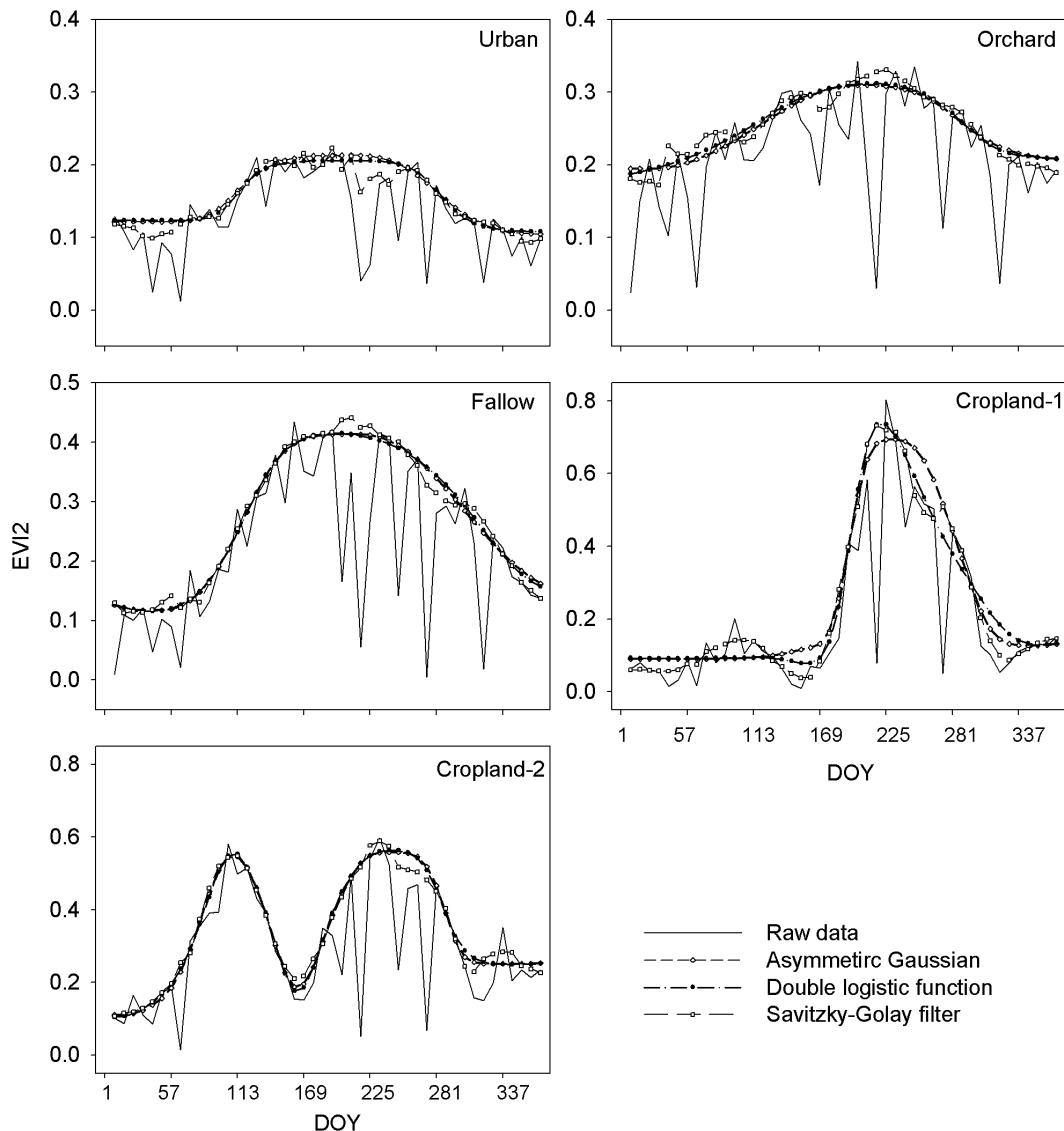 0.4
0.3
0.2
0.1
0.0
Urban
0.4
0.3
0.2
0.1
0.0
Orchard
0.5
0.4
0.3
0.2
0.1
0.0
Fallow
EVI2
0.8
0.6
0.4
0.2
0.0
Cropland-1
1 57 113 169 225 281 337
DOY
0.8
0.6
0.4
0.2
0.0
Cropland-2
1 57 113 169 225 281 337
DOY
Raw data
Asymmetirc Gaussian
Double logistic function
Savitzky-Golay filter